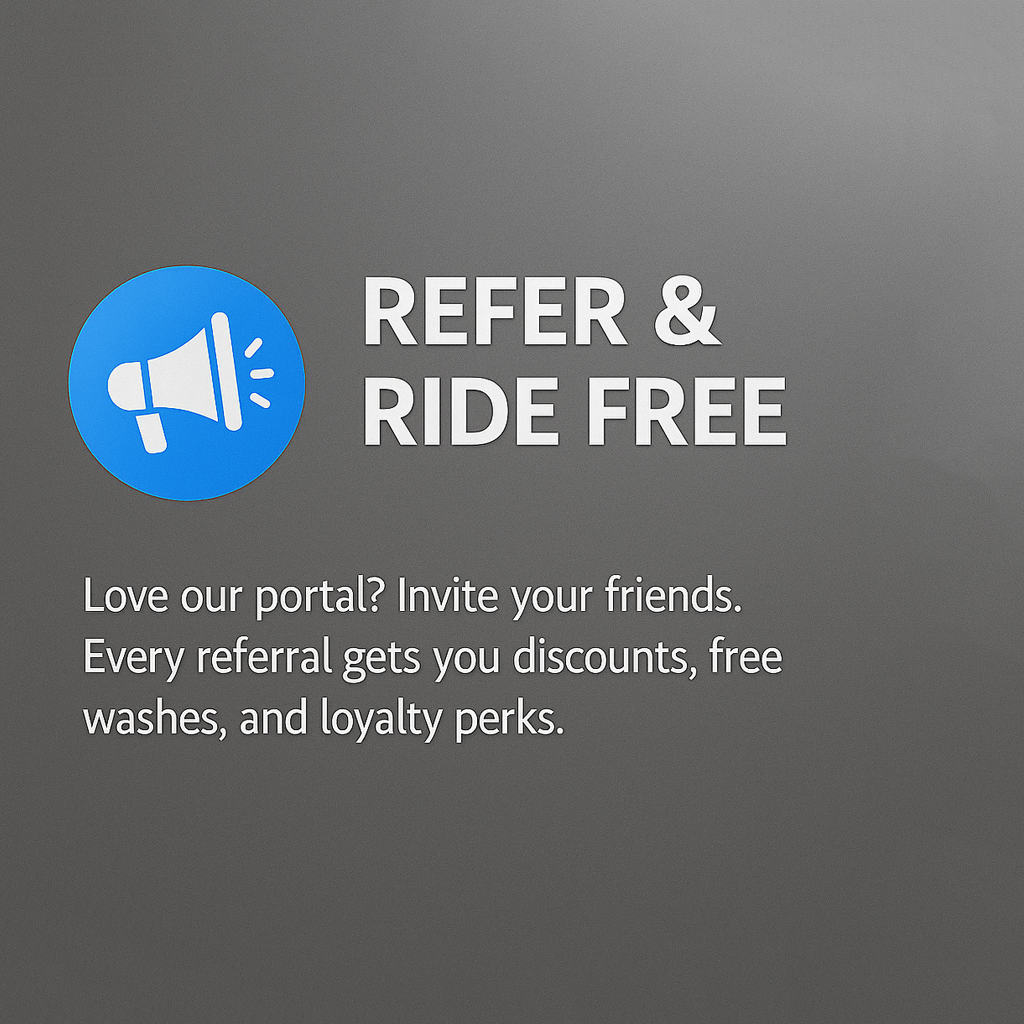 REFER &
RIDE FREE
Love our portal? Invite your friends.
Every referral gets you discounts, free
washes, and loyalty perks.